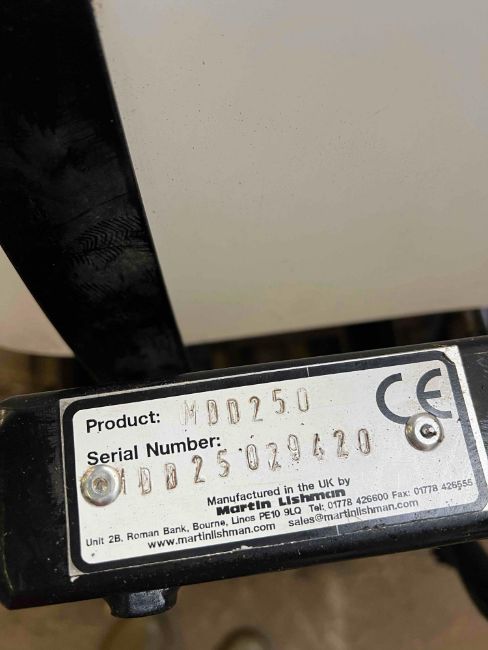 Product: MDD250
CE
Serial Number:
MDD25029420
Manufactured in the UK by
Martin Lishman
Unit 2B, Roman Bank, Bourne, Lincs PE10 9LQ Tel: 01778 426600 Fax: 01778 426555
www.martinlishman.com sales@martinlishman.com